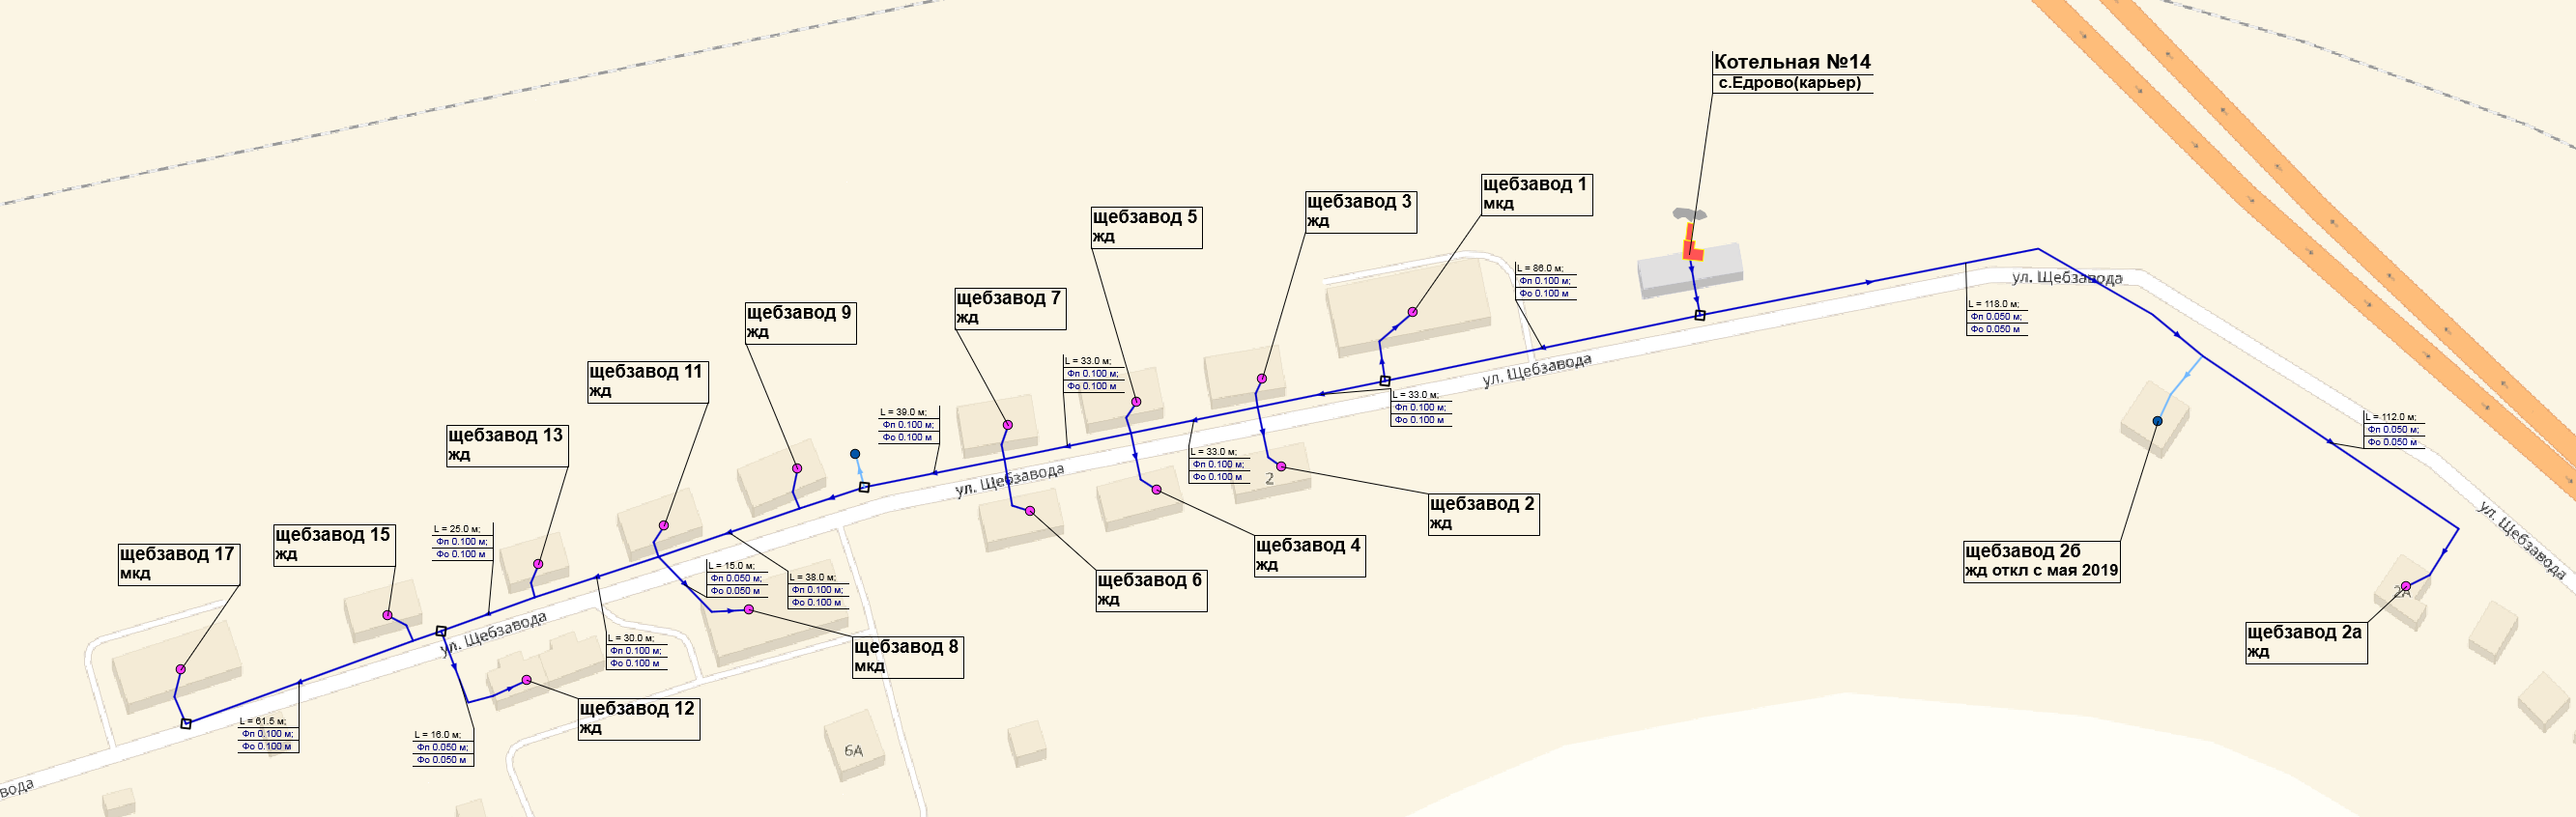 Котельная №14
с.Едрово(карьер)
щебзавод 1
мкд
щебзавод 3
жд
щебзавод 5
жд
L = 86.0 м;
Фп 0.100 м;
Фо 0.100 м
ул. Щебзавода
щебзавод 7
жд
щебзавод 9
жд
L = 118.0 м;
Фп 0.050 м;
Фо 0.050 м
L = 33.0 м;
Фп 0.100 м;
Фо 0.100 м
щебзавод 11
жд
ул. Щебзавода
L = 33.0 м;
Фп 0.100 м;
Фо 0.100 м
L = 39.0 м;
Фп 0.100 м;
Фо 0.100 м
L = 112.0 м;
Фп 0.050 м;
Фо 0.050 м
щебзавод 13
жд
L = 33.0 м;
Фп 0.100 м;
Фо 0.100 м
2
ул. Щебзавода
щебзавод 2
жд
щебзавод 15
жд
L = 25.0 м;
Фп 0.100 м;
Фо 0.100 м
ул. Щебзавода
щебзавод 4
жд
щебзавод 17
мкд
щебзавод 2б
жд откл с мая 2019
L = 15.0 м;
Фп 0.050 м;
Фо 0.050 м
L = 38.0 м;
Фп 0.100 м;
Фо 0.100 м
щебзавод 6
жд
2А
ул. Щебзавода
L = 30.0 м;
Фп 0.100 м;
Фо 0.100 м
щебзавод 8
мкд
щебзавод 2а
жд
щебзавод 12
жд
L = 61.5 м;
Фп 0.100 м;
Фо 0.100 м
L = 16.0 м;
Фп 0.050 м;
Фо 0.050 м
6А
вода